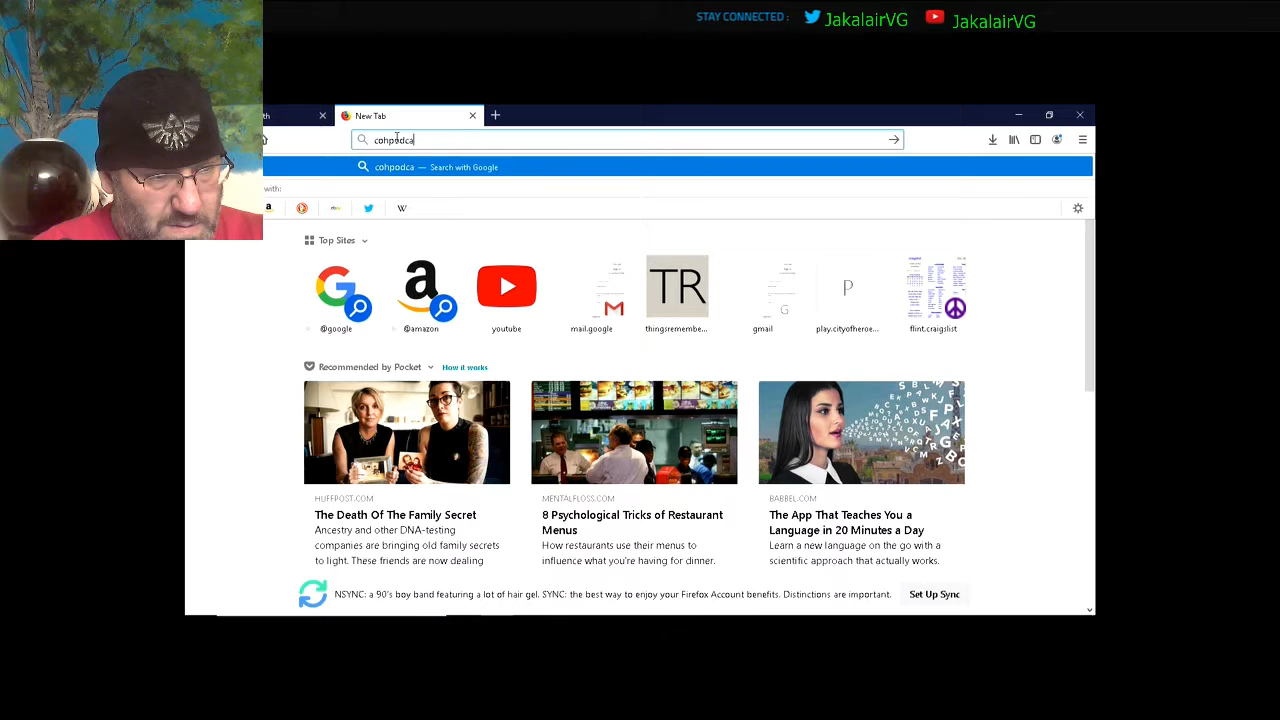 STAY CONNECTED :
JakalairVG
JakalairVG
th
New Tab
cohpodca
cohpodca — Search with Google
with:
a
ebay
W
Top Sites
a
TR
G
P
@google
@amazon
youtube
mail.google
thingsremembe...
gmail
play.cityofheroe...
flint.craigslist
Recommended by Pocket
How it works
HUFFPOST.COM
The Death Of The Family Secret
Ancestry and other DNA-testing
companies are bringing old family secrets
to light. These friends are now dealing
MENTALFLOSS.COM
8 Psychological Tricks of Restaurant
Menus
How restaurants use their menus to
influence what you're having for dinner.
BABBEL.COM
The App That Teaches You a
Language in 20 Minutes a Day
Learn a new language on the go with a
scientific approach that actually works.
NSYNC: a 90's boy band featuring a lot of hair gel. SYNC: the best way to enjoy your Firefox Account benefits. Distinctions are important.
Set Up Sync